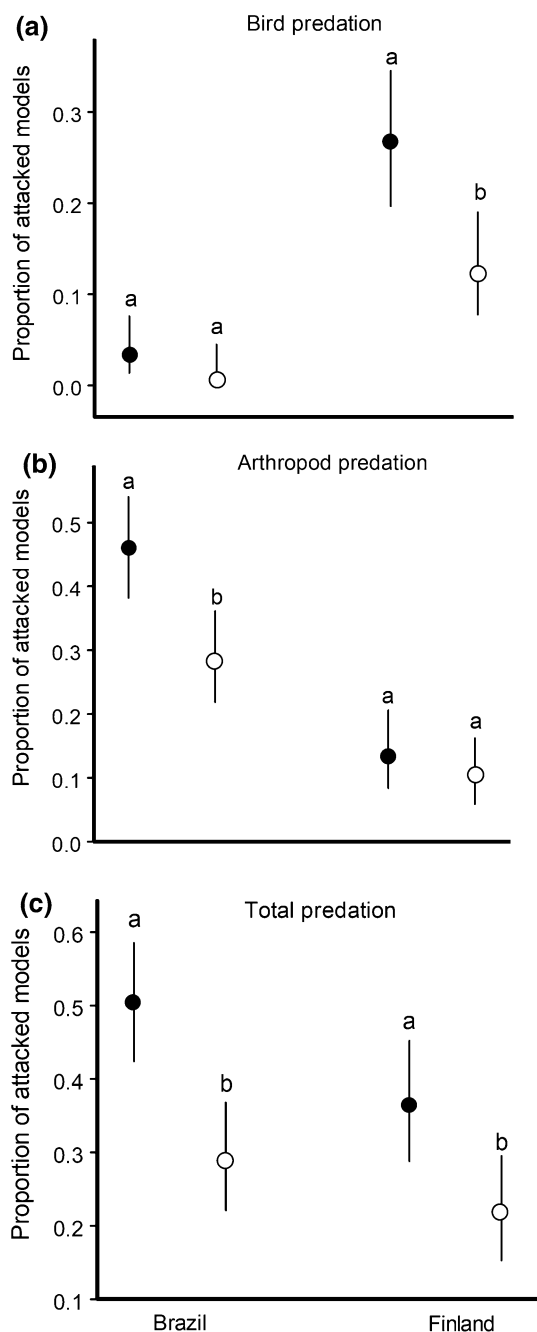 (a)
Bird predation
Proportion of attacked models
0.3
0.2
0.1
0.0
a
a
a
b
(b)
Arthropod predation
Proportion of attacked models
0.5
0.4
0.3
0.2
0.1
0.0
a
b
a
a
(c)
Total predation
Proportion of attacked models
0.6
0.5
0.4
0.3
0.2
0.1
a
b
a
b
Brazil
Finland